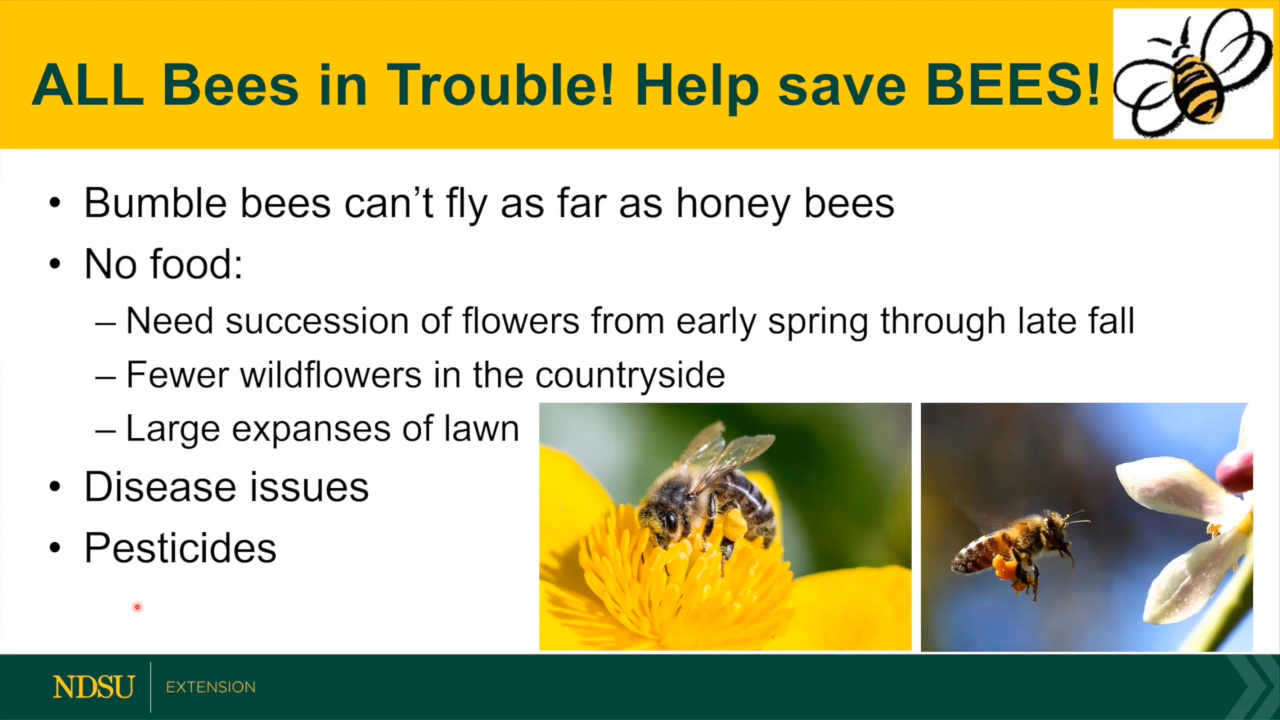 ALL Bees in Trouble! Help save BEES!
• Bumble bees can’t fly as far as honey bees
• No food:
– Need succession of flowers from early spring through late fall
– Fewer wildflowers in the countryside
– Large expanses of lawn
• Disease issues
• Pesticides
NDSU EXTENSION